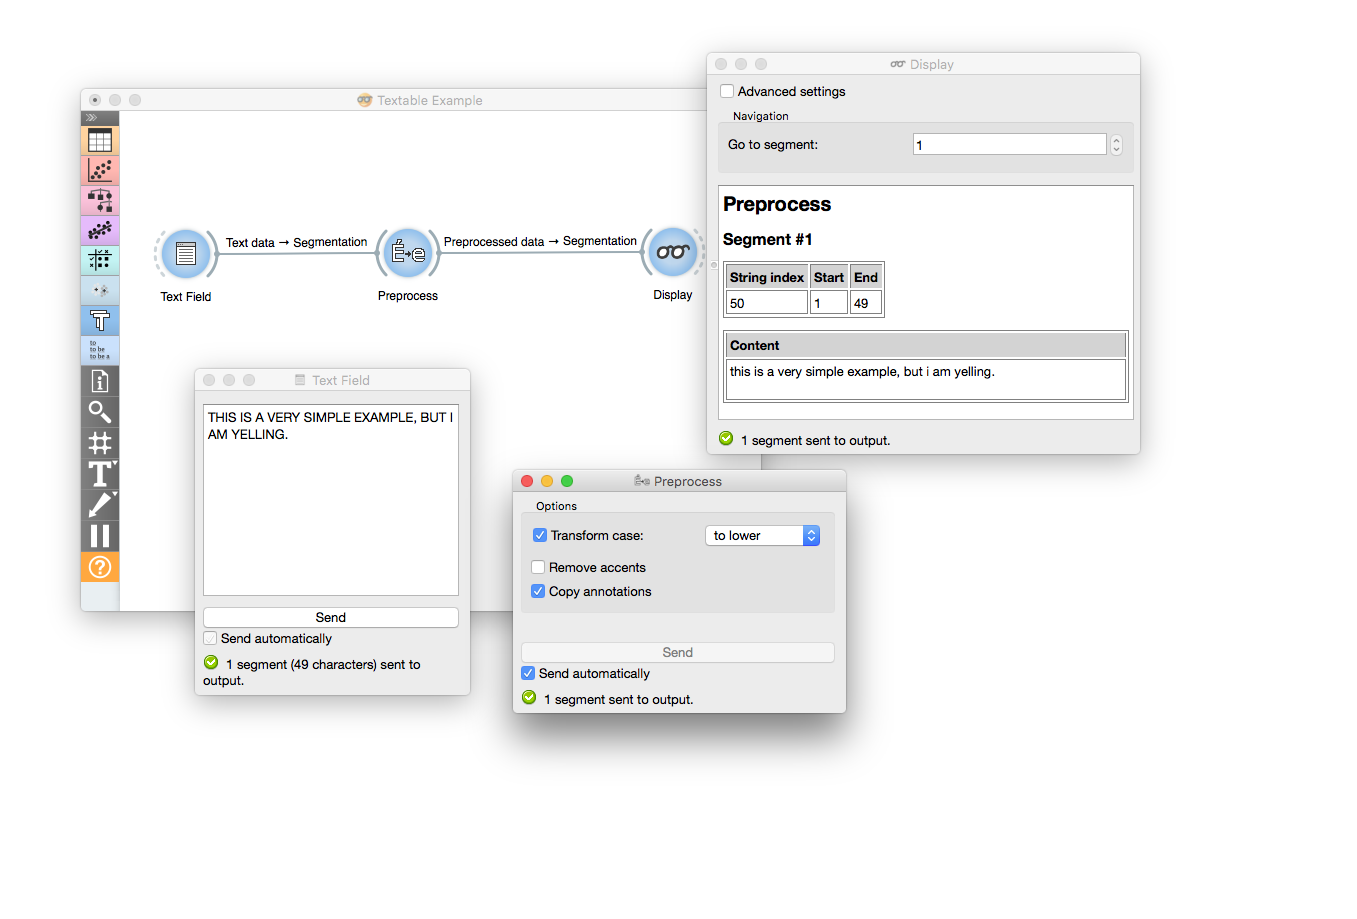 Textable Example
to
to be
to be a
Text data → Segmentation
Preprocessed data → Segmentation
É→e
Text Field
Preprocess
Display
Display
Advanced settings
Navigation
Go to segment:
1
Preprocess
Segment #1
String index Start End
50 1 49
Content
this is a very simple example, but i am yelling.
1 segment sent to output.
Text Field
THIS IS A VERY SIMPLE EXAMPLE, BUT I
AM YELLING.
Send
Send automatically
1 segment (49 characters) sent to
output.
Preprocess
Options
Transform case: to lower
Remove accents
Copy annotations
Send
Send automatically
1 segment sent to output.